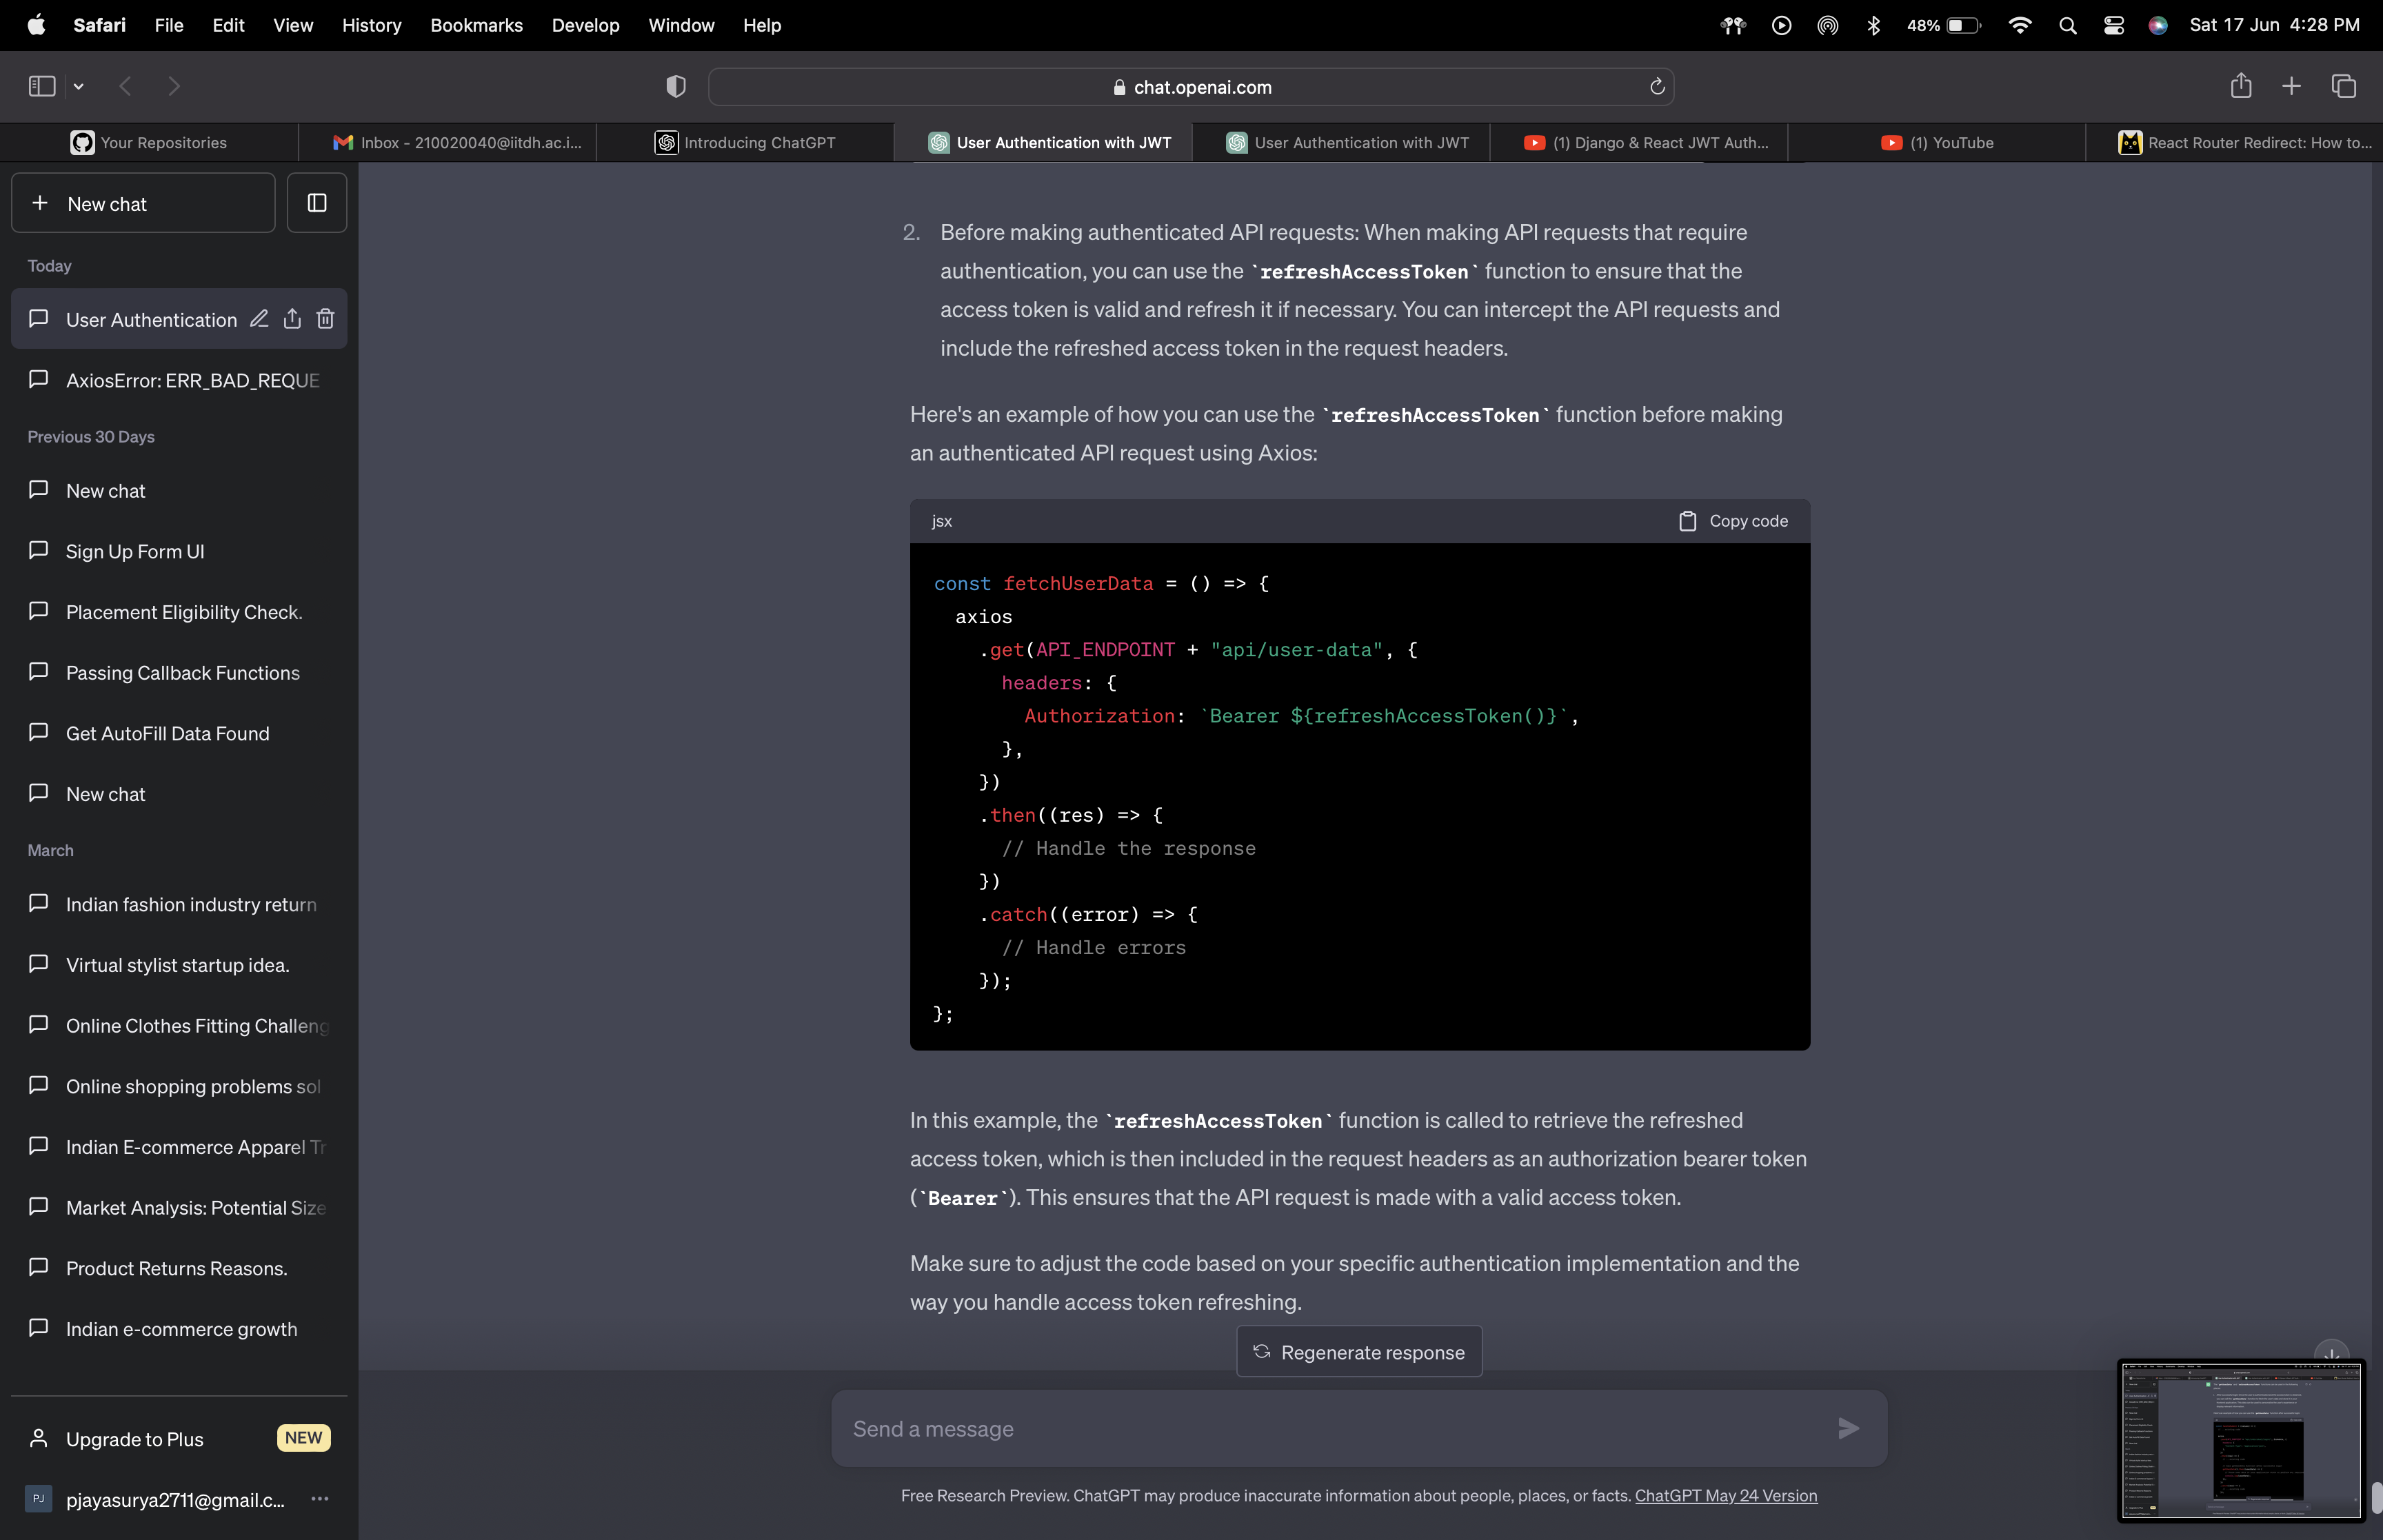 Safari File Edit View History Bookmarks Develop Window Help 48% Sat 17 Jun 4:28 PM
chat.openai.com
Your Repositories Inbox - 210020040@iitdh.ac.i... Introducing ChatGPT User Authentication with JWT User Authentication with JWT (1) Django & React JWT Auth... (1) YouTube React Router Redirect: How to...
+ New chat
Today
User Authentication
AxiosError: ERR_BAD_REQUE
Previous 30 Days
New chat
Sign Up Form UI
Placement Eligibility Check.
Passing Callback Functions
Get AutoFill Data Found
New chat
March
Indian fashion industry return
Virtual stylist startup idea.
Online Clothes Fitting Challeng
Online shopping problems sol
Indian E-commerce Apparel Tr
Market Analysis: Potential Size
Product Returns Reasons.
Indian e-commerce growth
Upgrade to Plus NEW
PJ pjayasurya2711@gmail.c... ...
2. Before making authenticated API requests: When making API requests that require
authentication, you can use the `refreshAccessToken` function to ensure that the
access token is valid and refresh it if necessary. You can intercept the API requests and
include the refreshed access token in the request headers.
Here's an example of how you can use the `refreshAccessToken` function before making
an authenticated API request using Axios:
jsx Copy code
const fetchUserData = () => {
axios
.get(API_ENDPOINT + "api/user-data", {
headers: {
Authorization: `Bearer ${refreshAccessToken()}`,
},
})
.then((res) => {
// Handle the response
})
.catch((error) => {
// Handle errors
});
};
In this example, the `refreshAccessToken` function is called to retrieve the refreshed
access token, which is then included in the request headers as an authorization bearer token
(`Bearer`). This ensures that the API request is made with a valid access token.
Make sure to adjust the code based on your specific authentication implementation and the
way you handle access token refreshing.
Regenerate response
Send a message
Free Research Preview. ChatGPT may produce inaccurate information about people, places, or facts. ChatGPT May 24 Version